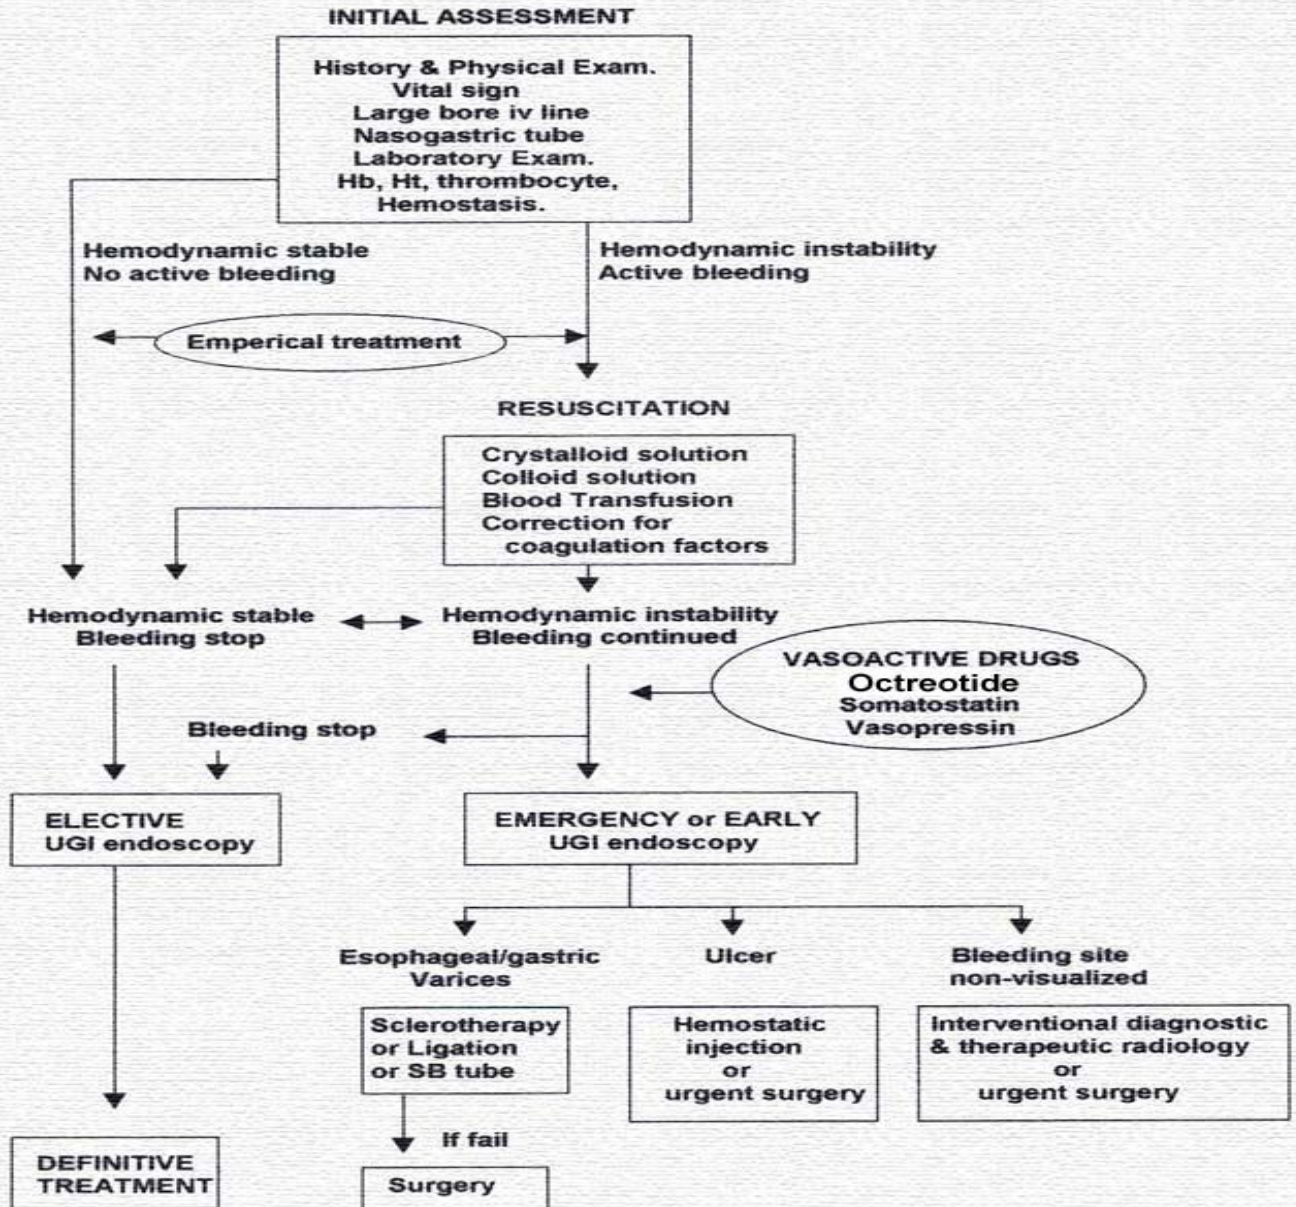 INITIAL ASSESSMENT
History & Physical Exam.
Vital sign
Large bore iv line
Nasogastric tube
Laboratory Exam.
Hb, Ht, thrombocyte,
Hemostasis.
Hemodynamic stable
No active bleeding
Hemodynamic instability
Active bleeding
Emperical treatment
RESUSCITATION
Crystalloid solution
Colloid solution
Blood Transfusion
Correction for
coagulation factors
Hemodynamic stable
Bleeding stop
Hemodynamic instability
Bleeding continued
VASOACTIVE DRUGS
Octreotide
Somatostatin
Vasopressin
Bleeding stop
ELECTIVE
UGI endoscopy
EMERGENCY or EARLY
UGI endoscopy
Esophageal/gastric
Varices
Ulcer
Bleeding site
non-visualized
Sclerotherapy
or Ligation
or SB tube
Hemostatic
injection
or
urgent surgery
Interventional diagnostic
& therapeutic radiology
or
urgent surgery
If fail
Surgery
DEFINITIVE
TREATMENT